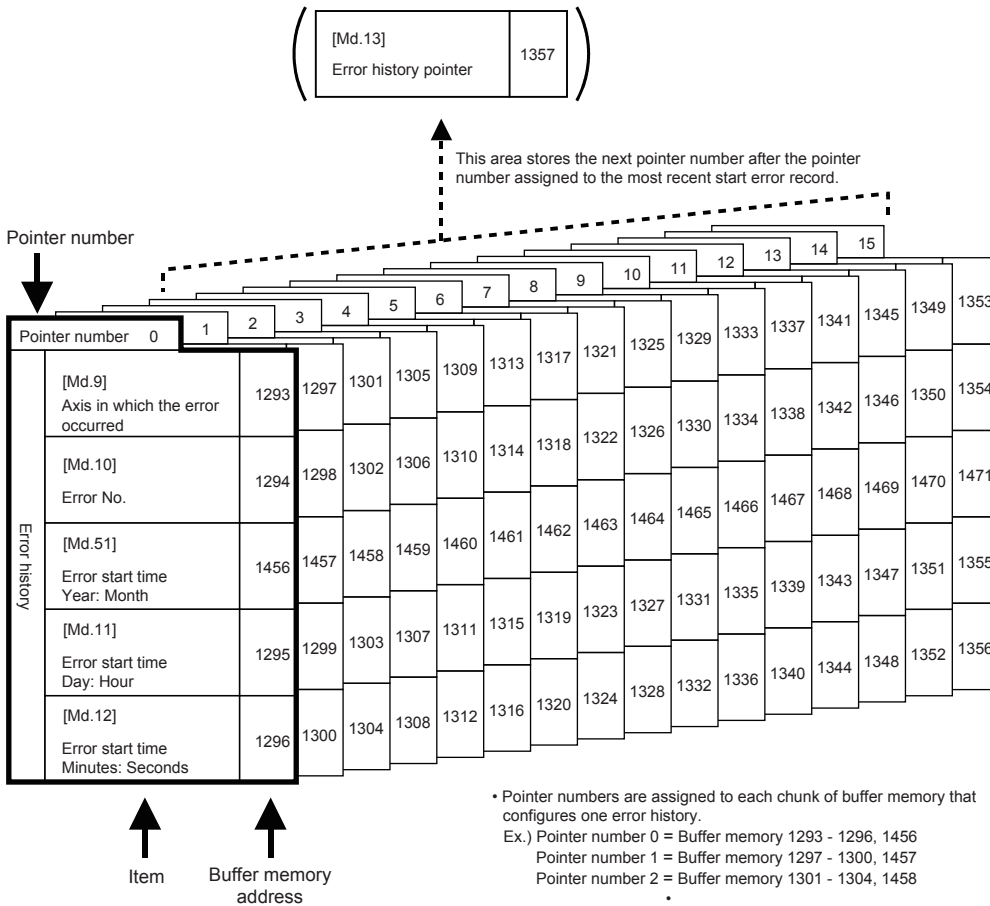 [Md.13]
Error history pointer
1357
This area stores the next pointer number after the pointer
number assigned to the most recent start error record.
Pointer number
Pointer number 0 1 2 3 4 5 6 7 8 9 10 11 12 13 14 15
Error history
[Md.9]
Axis in which the error
occurred
1293 1297 1301 1305 1309 1313 1317 1321 1325 1329 1333 1337 1341 1345 1349 1353
[Md.10]
Error No.
1294 1298 1302 1306 1310 1314 1318 1322 1326 1330 1334 1338 1342 1346 1350 1354
[Md.51]
Error start time
Year: Month
1456 1457 1458 1459 1460 1461 1462 1463 1464 1465 1466 1467 1468 1469 1470 1471
[Md.11]
Error start time
Day: Hour
1295 1299 1303 1307 1311 1315 1319 1323 1327 1331 1335 1339 1343 1347 1351 1355
[Md.12]
Error start time
Minutes: Seconds
1296 1300 1304 1308 1312 1316 1320 1324 1328 1332 1336 1340 1344 1348 1352 1356
Item
Buffer memory
address
• Pointer numbers are assigned to each chunk of buffer memory that
configures one error history.
Ex.) Pointer number 0 = Buffer memory 1293 - 1296, 1456
Pointer number 1 = Buffer memory 1297 - 1300, 1457
Pointer number 2 = Buffer memory 1301 - 1304, 1458
•